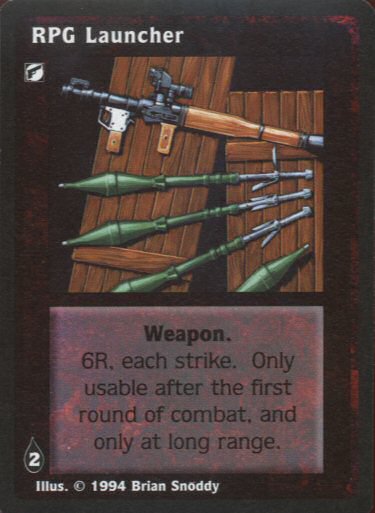 RPG Launcher
Weapon.
6R, each strike. Only
usable after the first
round of combat, and
only at long range.
2
Illus. © 1994 Brian Snoddy